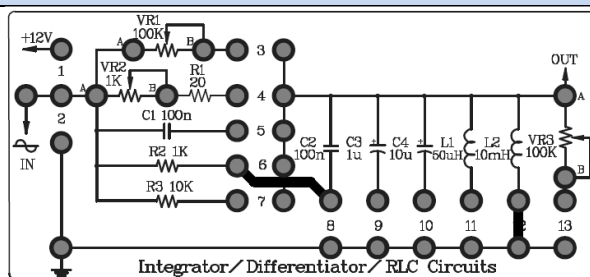 +12V
VR1
100K
A
B
3
1
VR2
1K
A
B
R1
20
4
OUT
A
2
C1 100n
5
IN
R2 1K
6
C2
100n
C3
1u
C4
10u
L1
50uH
L2
10mH
VR3
100K
B
R3 10K
7
8
9
10
11
13
Integrator/Differentiator/RLC Circuits